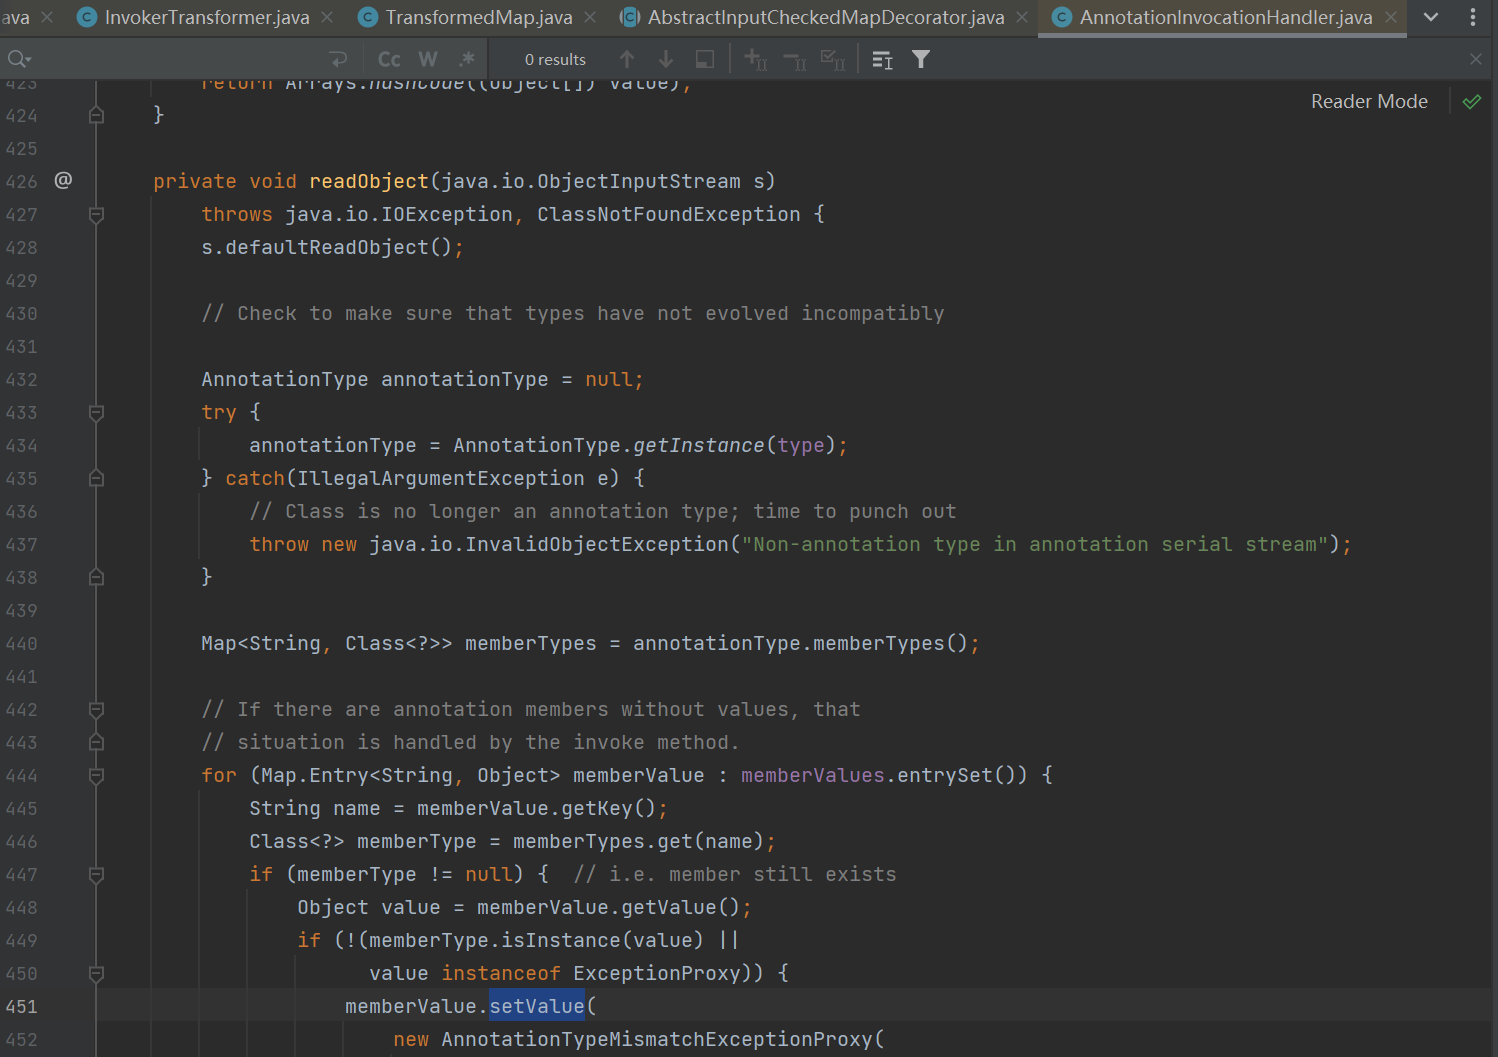 ava InvokerTransformer.java TransformedMap.java AbstractInputCheckedMapDecorator.java AnnotationInvocationHandler.java
Cc W .* 0 results
Reader Mode
423 return Arrays.hashCode((Object[]) value);
424 }
425
426 @ private void readObject(java.io.ObjectInputStream s)
427 throws java.io.IOException, ClassNotFoundException {
428 s.defaultReadObject();
429
430 // Check to make sure that types have not evolved incompatibly
431
432 AnnotationType annotationType = null;
433 try {
434 annotationType = AnnotationType.getInstance(type);
435 } catch(IllegalArgumentException e) {
436 // Class is no longer an annotation type; time to punch out
437 throw new java.io.InvalidObjectException("Non-annotation type in annotation serial stream");
438 }
439
440 Map<String, Class<?>> memberTypes = annotationType.memberTypes();
441
442 // If there are annotation members without values, that
443 // situation is handled by the invoke method.
444 for (Map.Entry<String, Object> memberValue : memberValues.entrySet()) {
445 String name = memberValue.getKey();
446 Class<?> memberType = memberTypes.get(name);
447 if (memberType != null) { // i.e. member still exists
448 Object value = memberValue.getValue();
449 if (!(memberType.isInstance(value) ||
450 value instanceof ExceptionProxy)) {
451 memberValue.setValue(
452 new AnnotationTypeMismatchExceptionProxy(